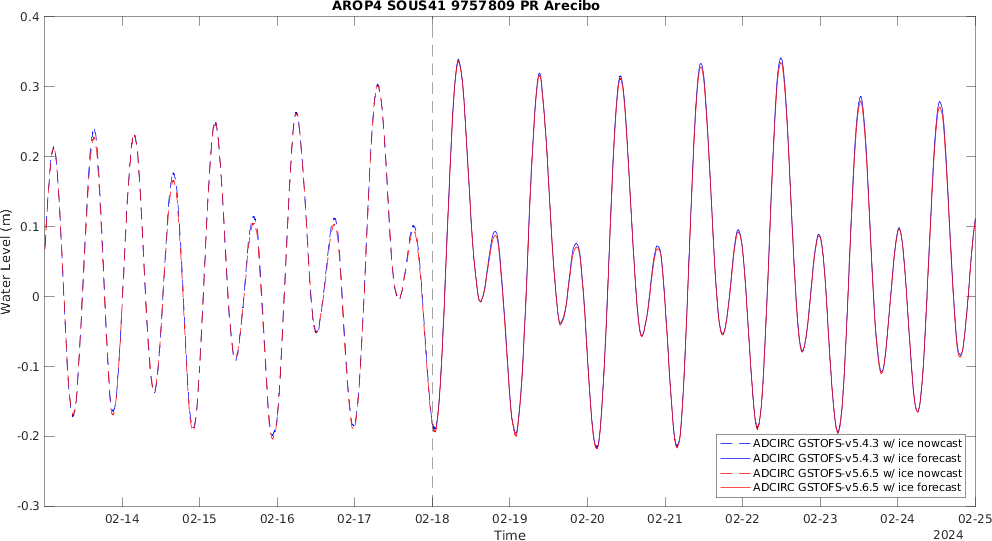 AROP4 SOUS41 9757809 PR Arecibo
0.4
0.3
0.2
0.1
0
-0.1
-0.2
-0.3
Water Level (m)
ADCIRC GSTOFS-v5.4.3 w/ ice nowcast
ADCIRC GSTOFS-v5.4.3 w/ ice forecast
ADCIRC GSTOFS-v5.6.5 w/ ice nowcast
ADCIRC GSTOFS-v5.6.5 w/ ice forecast
02-14 02-15 02-16 02-17 02-18 02-19 02-20 02-21 02-22 02-23 02-24 02-25
Time
2024